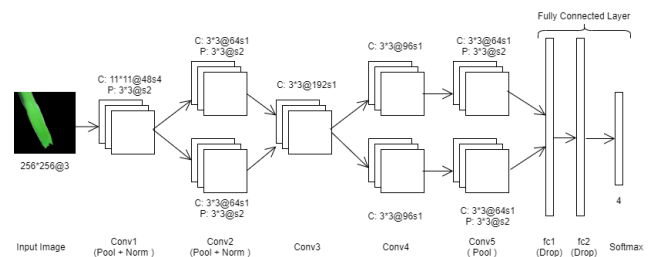 Fully Connected Layer
C: 3*3@64s1
P: 3*3@s2
C: 3*3@96s1
C: 3*3@64s1
P: 3*3@s2
C: 11*11@48s4
P: 3*3@s2
C: 3*3@192s1
256*256@3
C: 3*3@64s1
P: 3*3@s2
C: 3*3@96s1
C: 3*3@64s1
P: 3*3@s2
4
Input Image
Conv1
(Pool + Norm )
Conv2
(Pool + Norm )
Conv3
Conv4
Conv5
( Pool )
fc1
(Drop)
fc2
(Drop)
Softmax